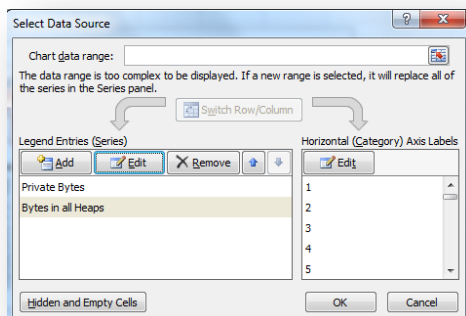 Select Data Source
Chart data range:
The data range is too complex to be displayed. If a new range is selected, it will replace all of
the series in the Series panel.
Switch Row/Column
Legend Entries (Series)
Horizontal (Category) Axis Labels
Add Edit Remove
Edit
Private Bytes
Bytes in all Heaps
1
2
3
4
5
Hidden and Empty Cells
OK
Cancel